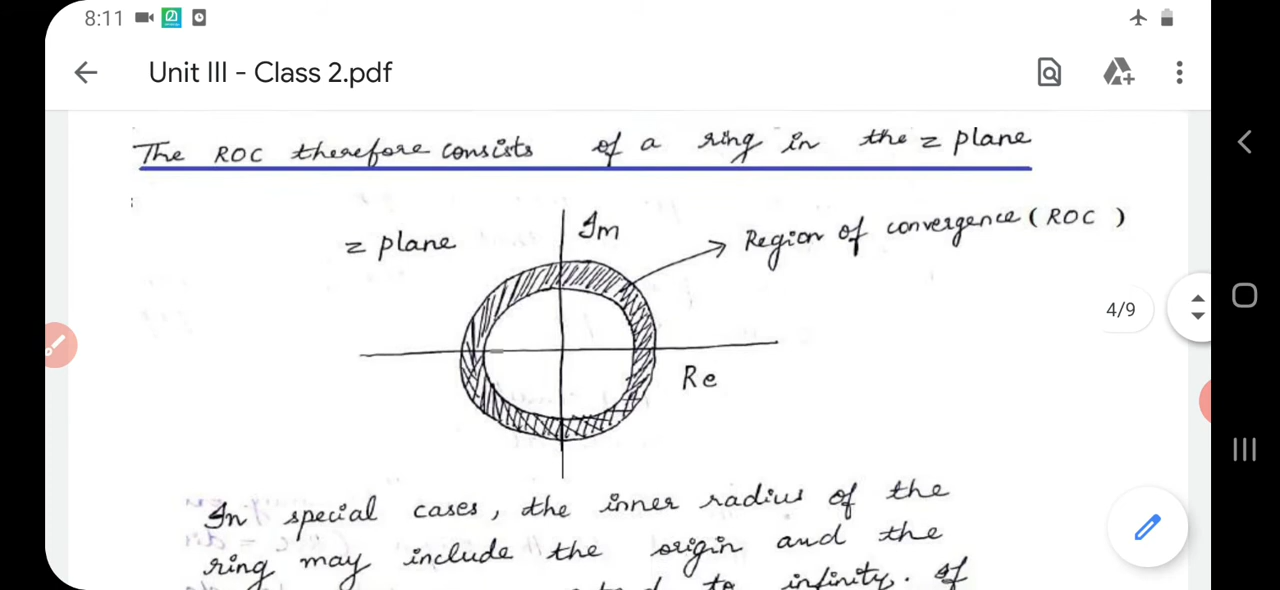 8:11
Unit III - Class 2.pdf
The ROC therefore consists of a ring in the z plane
z plane
Im
Region of convergence (ROC)
4/9
Re
In special cases, the inner radius of the
ring may include the origin and the
to infinity. If